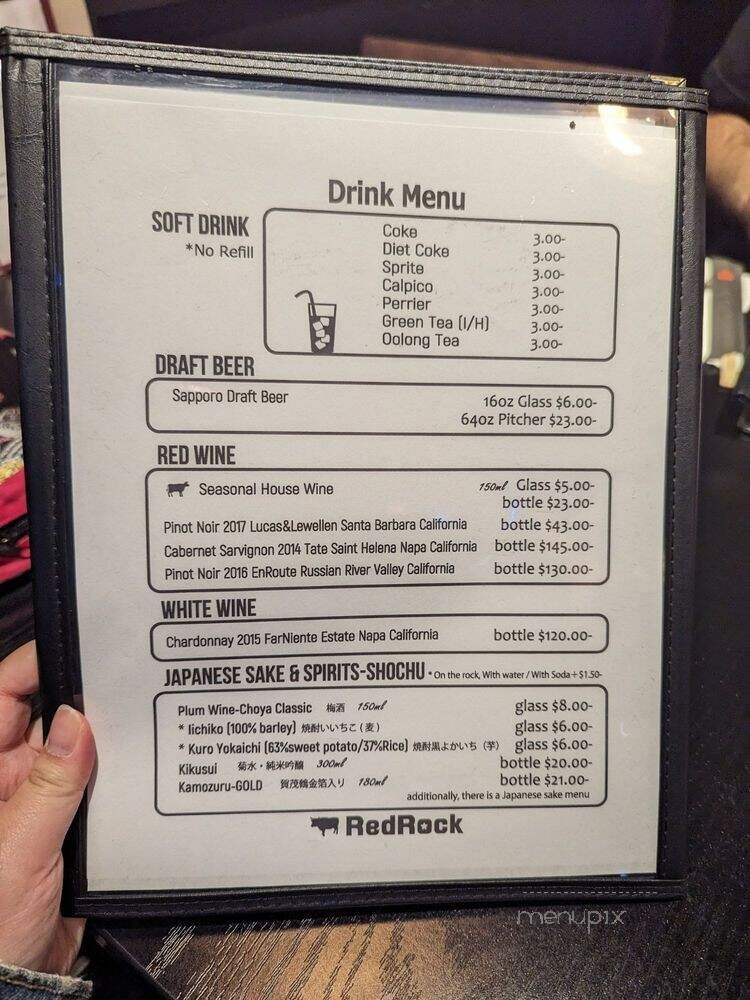 Drink Menu
SOFT DRINK
*No Refill
Coke 3.00-
Diet Coke 3.00-
Sprite 3.00-
Calpico 3.00-
Perrier 3.00-
Green Tea (I/H) 3.00-
Oolong Tea 3.00-
DRAFT BEER
Sapporo Draft Beer 16oz Glass $6.00-
64oz Pitcher $23.00-
RED WINE
Seasonal House Wine 150ml Glass $5.00-
bottle $23.00-
Pinot Noir 2017 Lucas&Lewellen Santa Barbara California bottle $43.00-
Cabernet Sarvignon 2014 Tate Saint Helena Napa California bottle $145.00-
Pinot Noir 2016 EnRoute Russian River Valley California bottle $130.00-
WHITE WINE
Chardonnay 2015 FarNiente Estate Napa California bottle $120.00-
JAPANESE SAKE & SPIRITS-SHOCHU *On the rock, With water / With Soda+$1.50-
Plum Wine-Choya Classic 梅酒 150ml glass $8.00-
* Iichiko (100% barley) 焼酎いいちこ (麦) glass $6.00-
* Kuro Yokaichi (63%sweet potato/37%Rice) 焼酎黒よかいち (芋) glass $6.00-
Kikusui 菊水・純米吟醸 300ml bottle $20.00-
Kamozuru-GOLD 賀茂鶴金箔入り 180ml bottle $21.00-
additionally, there is a Japanese sake menu
RedRock
menupix